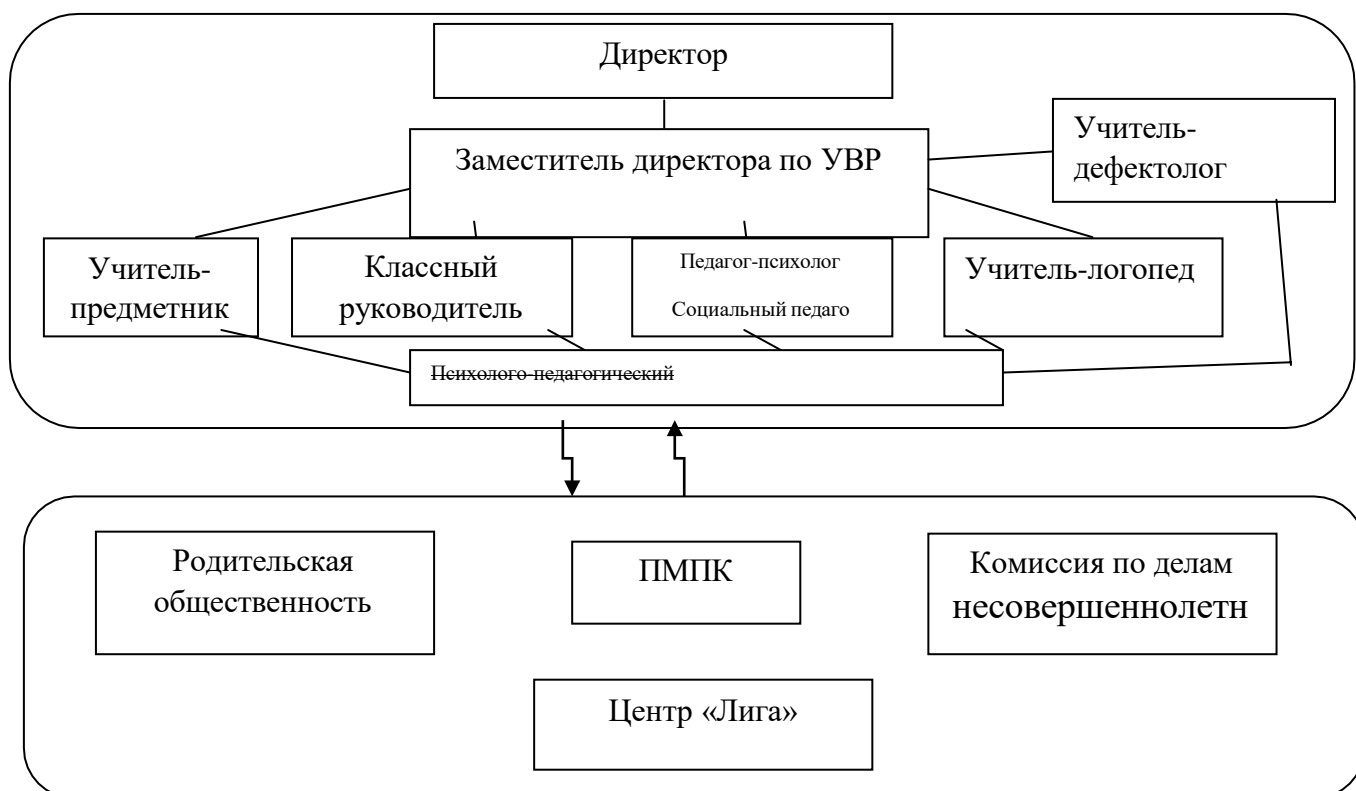 Директор
Заместитель директора по УВР
Учитель-
дефектолог
Учитель-
предметник
Классный
руководитель
Педагог-психолог
Социальный педаго
Учитель-логопед
Психолого-педагогический
Родительская
общественность
ПМПК
Комиссия по делам
несовершеннолетн
Центр «Лига»